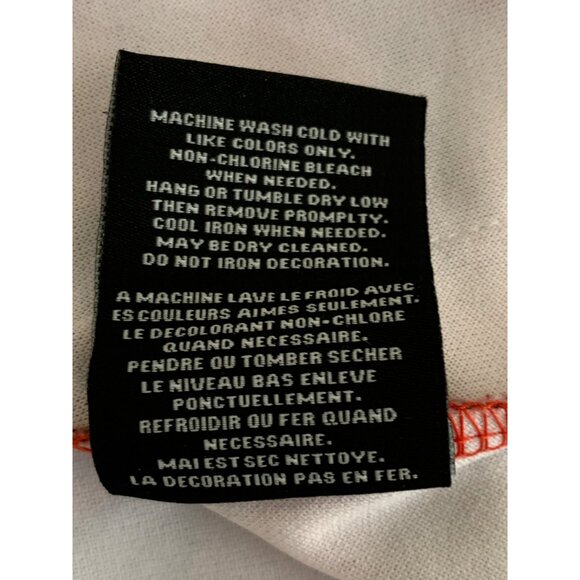 MACHINE WASH COLD WITH
LIKE COLORS ONLY.
NON-CHLORINE BLEACH
WHEN NEEDED.
HANG OR TUMBLE DRY LOW
THEN REMOVE PROMPLTY.
COOL IRON WHEN NEEDED.
MAY BE DRY CLEANED.
DO NOT IRON DECORATION.
A MACHINE LAVE LE FROID AVEC
ES COULEURS AIMES SEULEMENT.
LE DECOLORANT NON-CHLORE
QUAND NECESSAIRE.
PENDRE OU TOMBER SECHER
LE NIVEAU BAS ENLEVE
PONCTUELLEMENT.
REFROIDIR OU FER QUAND
NECESSAIRE.
MAI EST SEC NETTOYE.
LA DECORATION PAS EN FER.